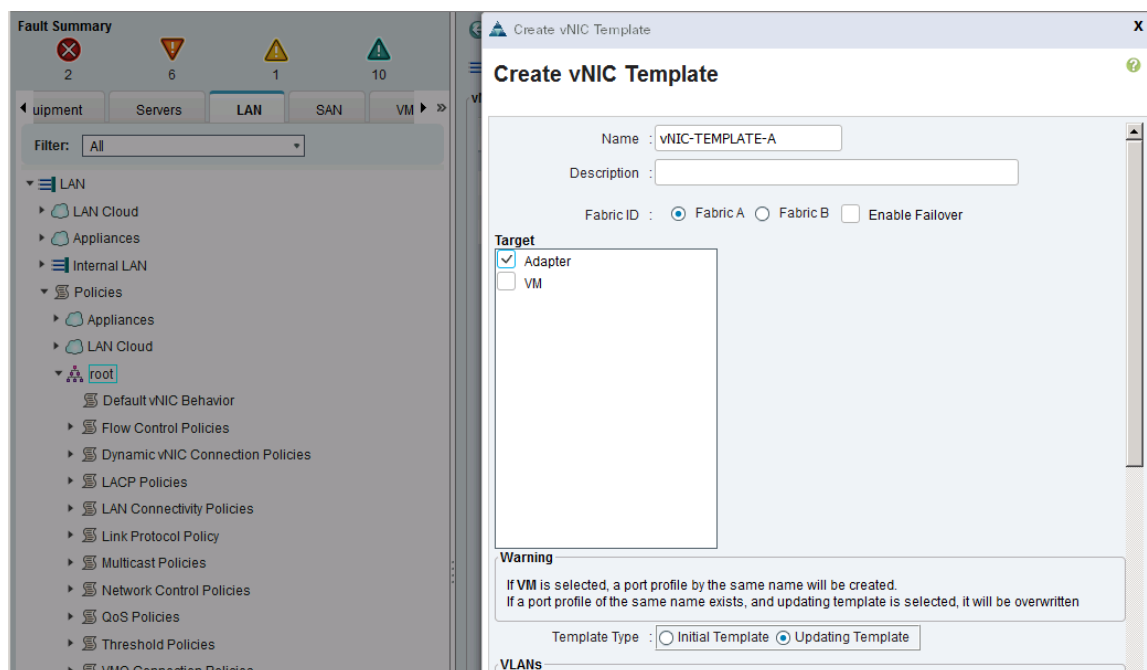 Fault Summary
2 6 1 10
uipment Servers LAN SAN VM
Filter: All
LAN
LAN Cloud
Appliances
Internal LAN
Policies
Appliances
LAN Cloud
root
Default vNIC Behavior
Flow Control Policies
Dynamic vNIC Connection Policies
LACP Policies
LAN Connectivity Policies
Link Protocol Policy
Multicast Policies
Network Control Policies
QoS Policies
Threshold Policies
VMQ Connection Policies
Create vNIC Template X
Create vNIC Template ?
Name : vNIC-TEMPLATE-A
Description :
Fabric ID : Fabric A Fabric B Enable Failover
Target
Adapter
VM
Warning
If VM is selected, a port profile by the same name will be created.
If a port profile of the same name exists, and updating template is selected, it will be overwritten
Template Type : Initial Template Updating Template
VLANs